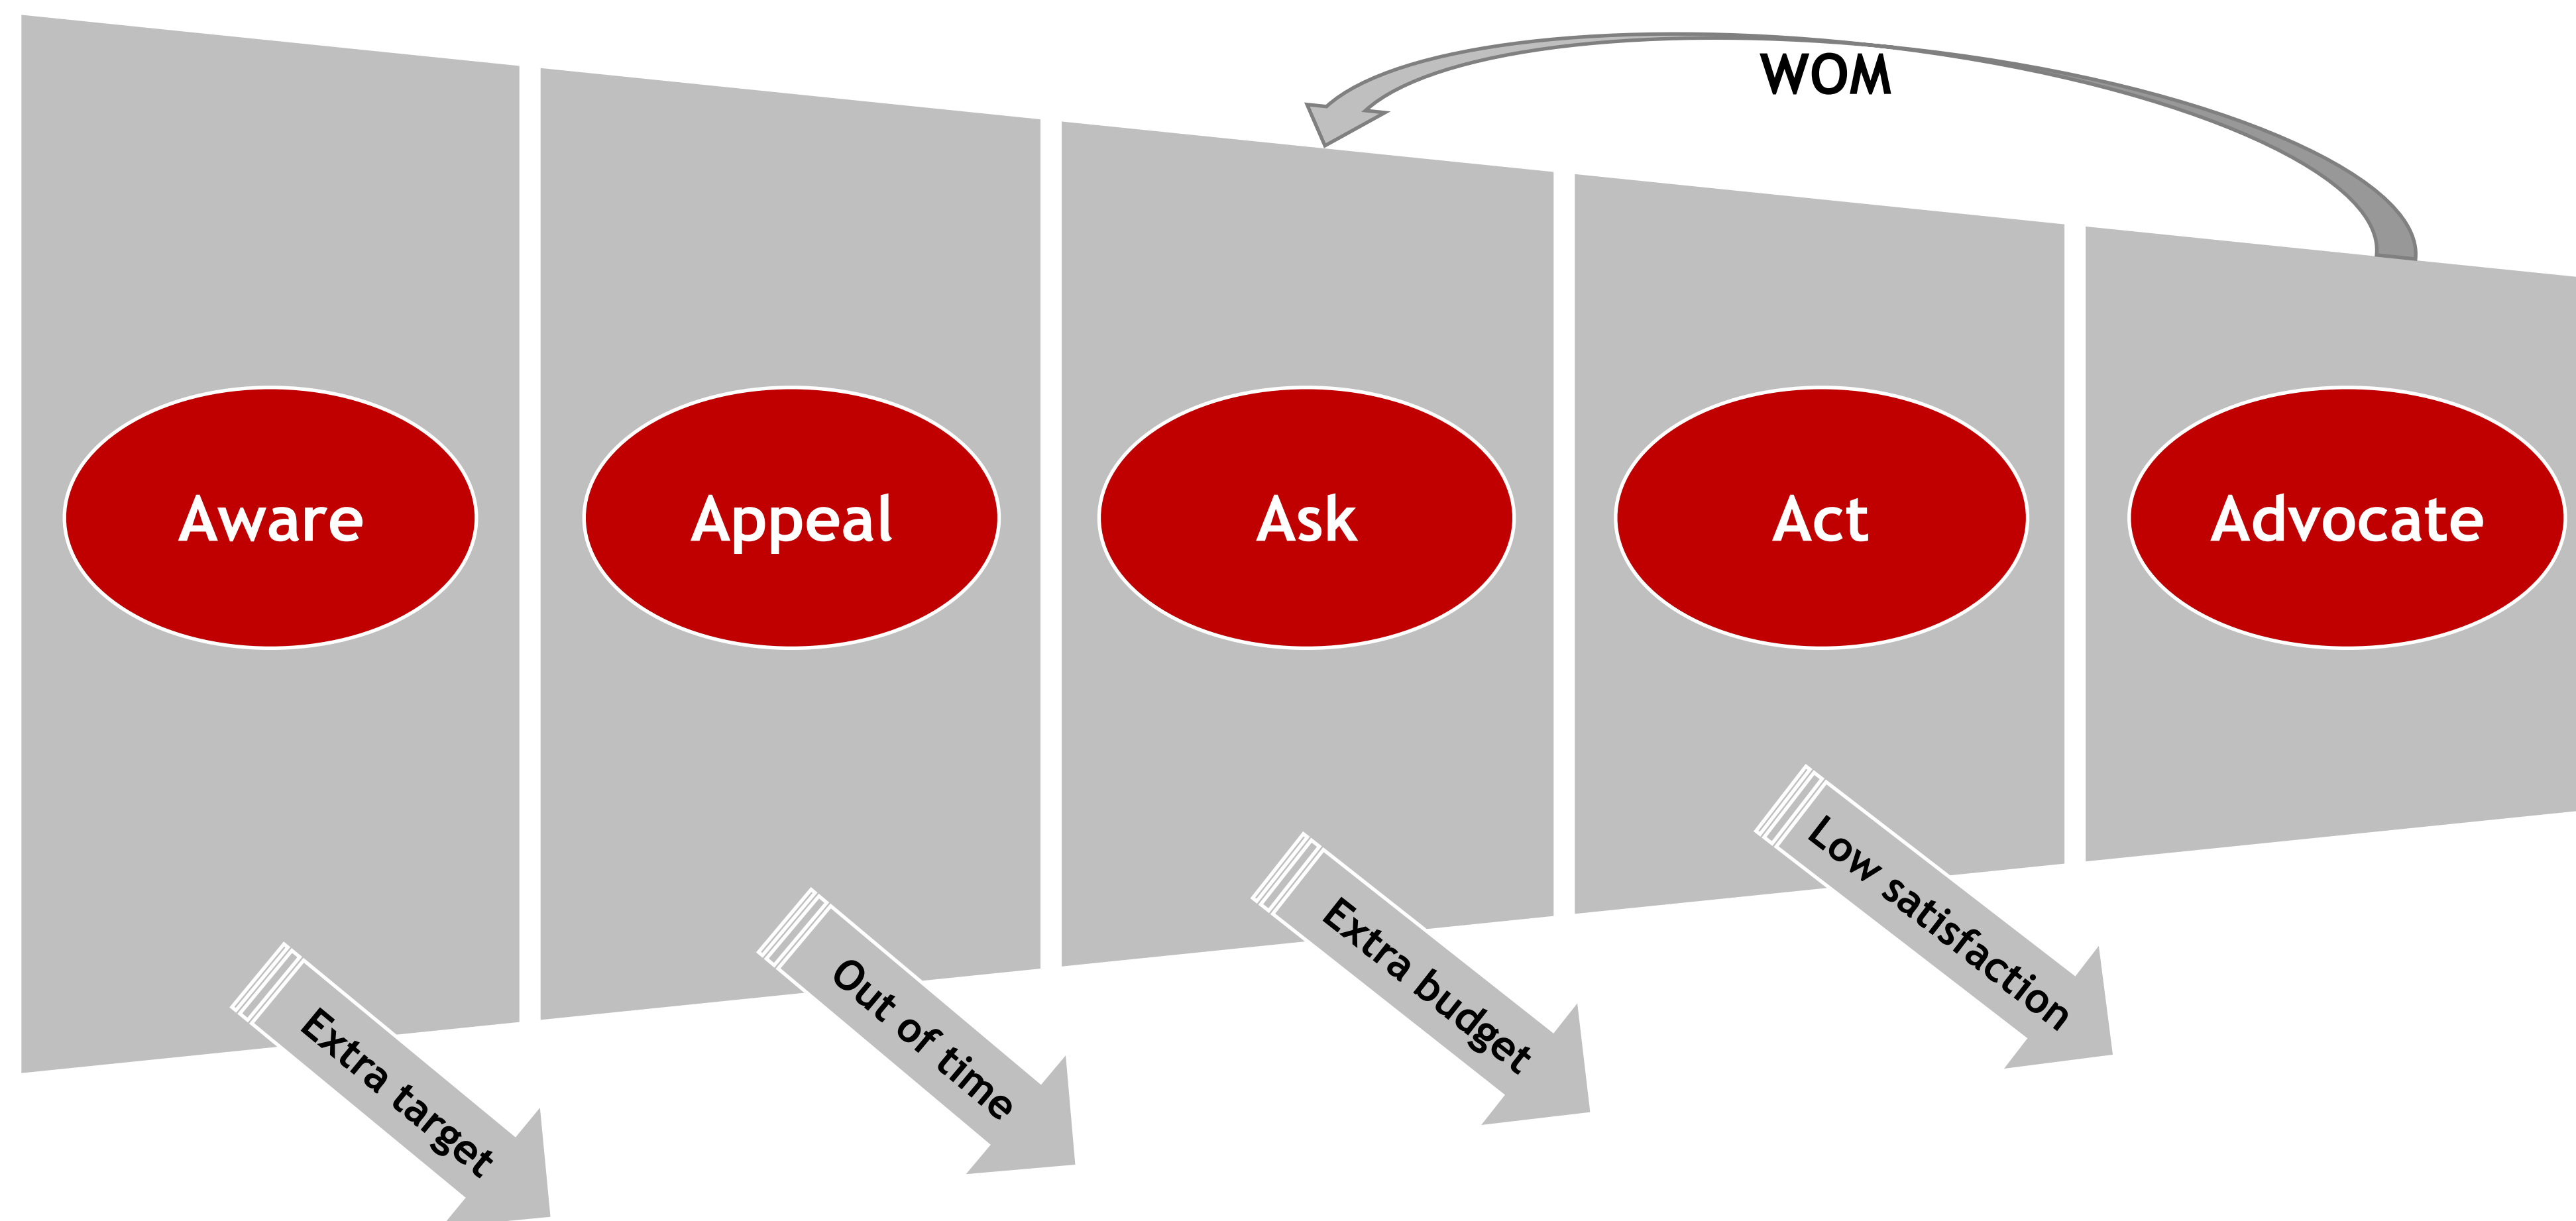 WOM
Aware
Appeal
Ask
Act
Advocate
Extra target
Out of time
Extra budget
Low satisfaction